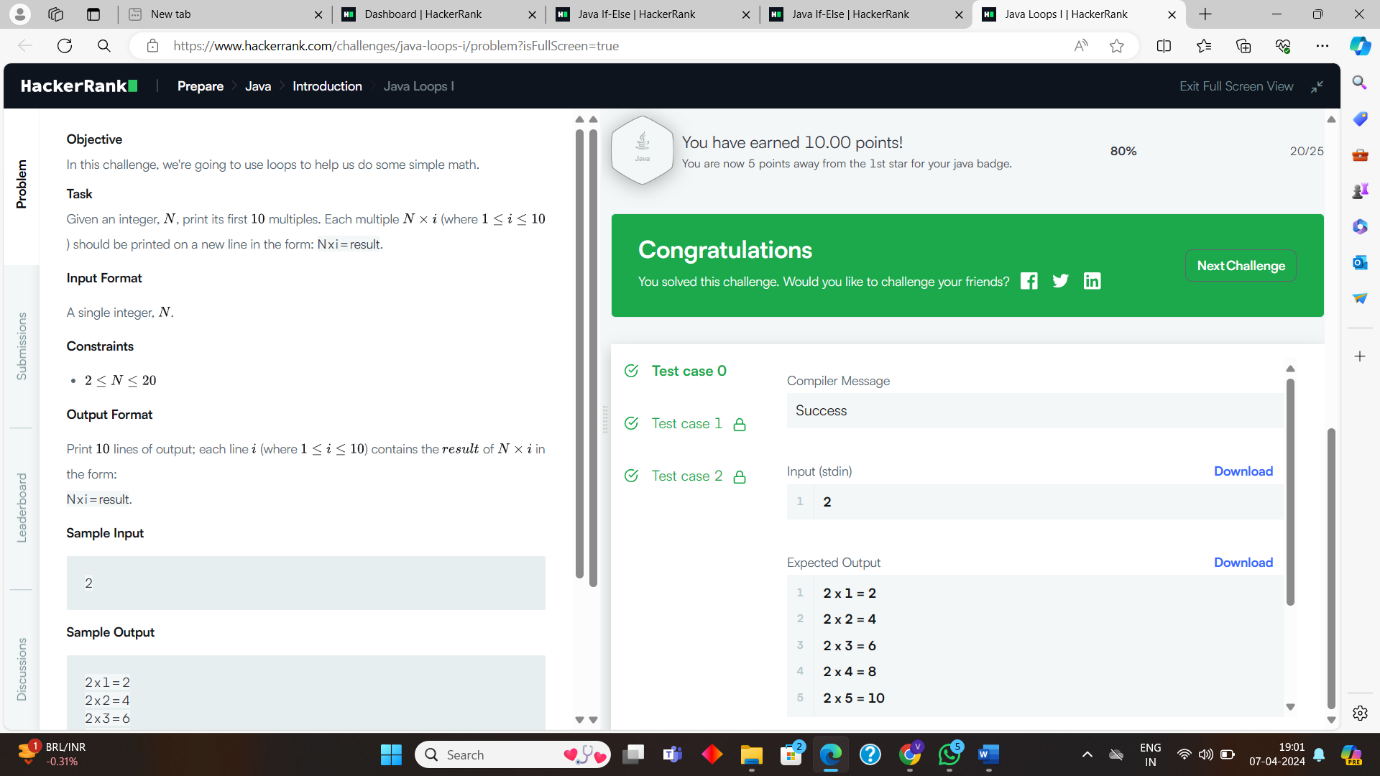 New tab
Dashboard | HackerRank
Java If-Else | HackerRank
Java If-Else | HackerRank
Java Loops I | HackerRank
https://www.hackerrank.com/challenges/java-loops-i/problem?isFullScreen=true
HackerRank
Prepare
Java
Introduction
Java Loops I
Exit Full Screen View
Problem
Submissions
Leaderboard
Discussions
Objective
In this challenge, we're going to use loops to help us do some simple math.
Task
Given an integer, N, print its first 10 multiples. Each multiple N × i (where 1 ≤ i ≤ 10
) should be printed on a new line in the form: N x i = result.
Input Format
A single integer, N.
Constraints
• 2 ≤ N ≤ 20
Output Format
Print 10 lines of output; each line i (where 1 ≤ i ≤ 10) contains the result of N × i in
the form:
N x i = result.
Sample Input
2
Sample Output
2 x 1 = 2
2 x 2 = 4
2 x 3 = 6
Java
You have earned 10.00 points!
You are now 5 points away from the 1st star for your java badge.
80%
20/25
Congratulations
You solved this challenge. Would you like to challenge your friends?
Next Challenge
Test case 0
Test case 1
Test case 2
Compiler Message
Success
Input (stdin)
Download
1 2
Expected Output
Download
1 2 x 1 = 2
2 2 x 2 = 4
3 2 x 3 = 6
4 2 x 4 = 8
5 2 x 5 = 10
1
BRL/INR
-0.31%
Search
2
V
5
ENG
IN
19:01
07-04-2024
PRE